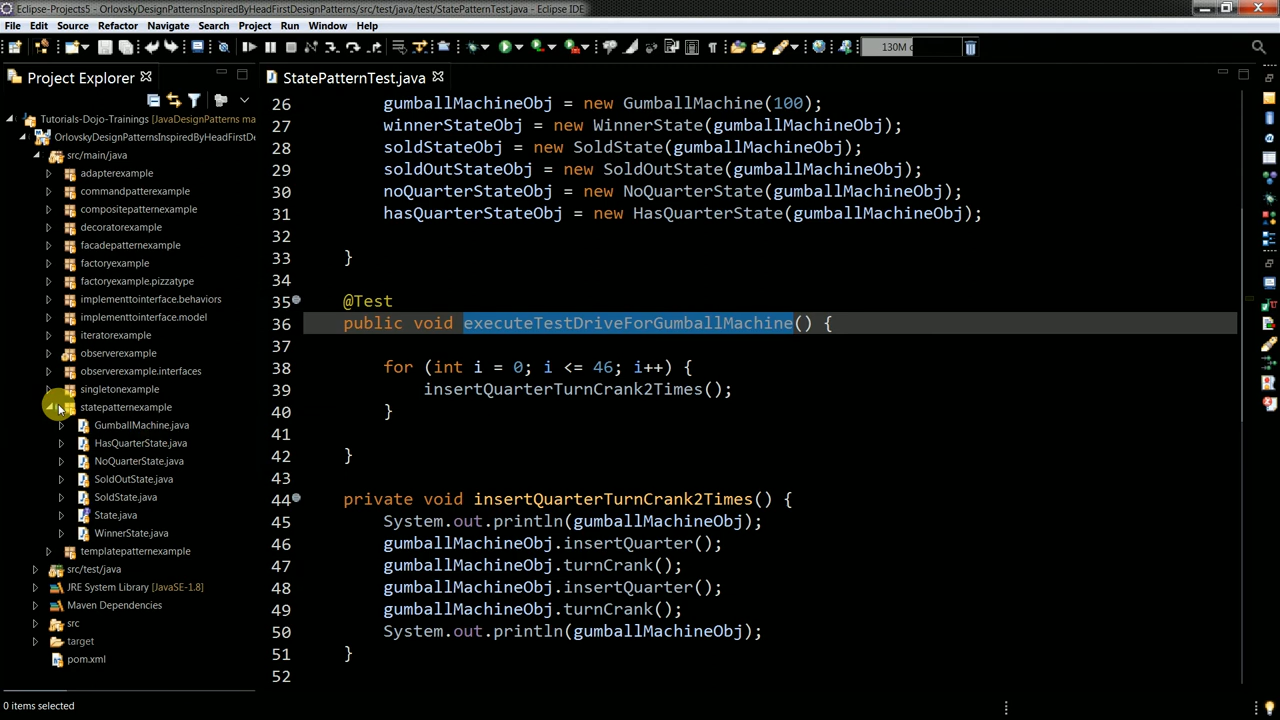 Eclipse-Projects5 - OrlovskyDesignPatternsInspiredByHeadFirstDesignPatterns/src/test/java/test/StatePatternTest.java - Eclipse IDE
File Edit Source Refactor Navigate Search Project Run Window Help
130M
Project Explorer
StatePatternTest.java
Tutorials-Dojo-Trainings [JavaDesignPatterns ma
OrlovskyDesignPatternsInspiredByHeadFirstDe
src/main/java
adapterexample
commandpatterexample
compositepatternexample
decoratorexample
facadepatternexample
factoryexample
factoryexample.pizzatype
implementtointerface.behaviors
implementtointerface.model
iteratorexample
observerexample
observerexample.interfaces
singletonexample
statepatternexample
GumballMachine.java
HasQuarterState.java
NoQuarterState.java
SoldOutState.java
SoldState.java
State.java
WinnerState.java
templatepatternexample
src/test/java
JRE System Library [JavaSE-1.8]
Maven Dependencies
src
target
pom.xml
26 gumballMachineObj = new GumballMachine(100);
27 winnerStateObj = new WinnerState(gumballMachineObj);
28 soldStateObj = new SoldState(gumballMachineObj);
29 soldOutStateObj = new SoldOutState(gumballMachineObj);
30 noQuarterStateObj = new NoQuarterState(gumballMachineObj);
31 hasQuarterStateObj = new HasQuarterState(gumballMachineObj);
32
33 }
34
35 @Test
36 public void executeTestDriveForGumballMachine() {
37
38 for (int i = 0; i <= 46; i++) {
39 insertQuarterTurnCrank2Times();
40 }
41
42 }
43
44 private void insertQuarterTurnCrank2Times() {
45 System.out.println(gumballMachineObj);
46 gumballMachineObj.insertQuarter();
47 gumballMachineObj.turnCrank();
48 gumballMachineObj.insertQuarter();
49 gumballMachineObj.turnCrank();
50 System.out.println(gumballMachineObj);
51 }
52
0 items selected